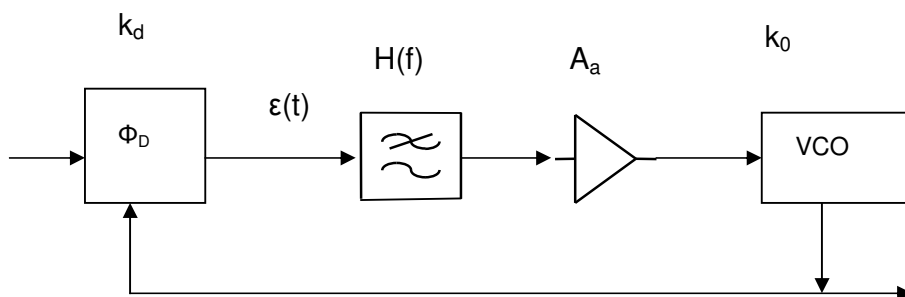 k_d
H(f)
A_a
k_0
ε(t)
Φ_D
VCO